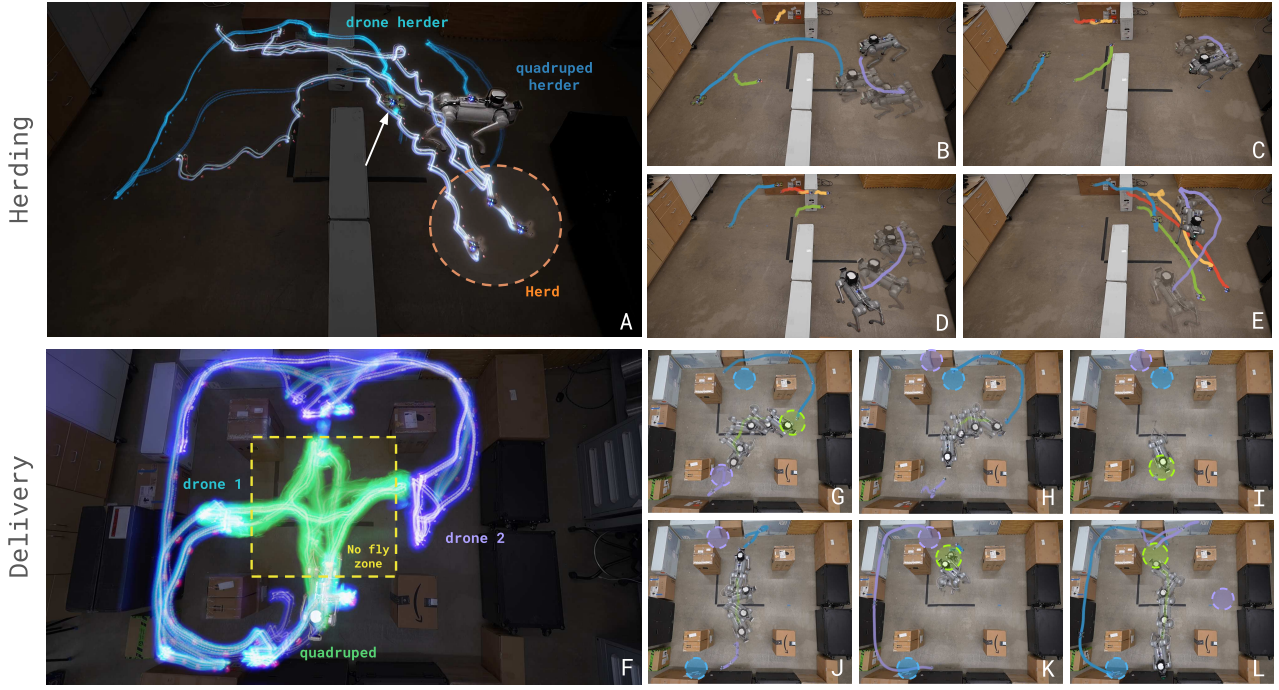 Herding
drone herder
quadruped
herder
Herd
A
B
C
D
E
Delivery
drone 1
drone 2
No fly
zone
quadruped
F
G
H
I
J
K
L